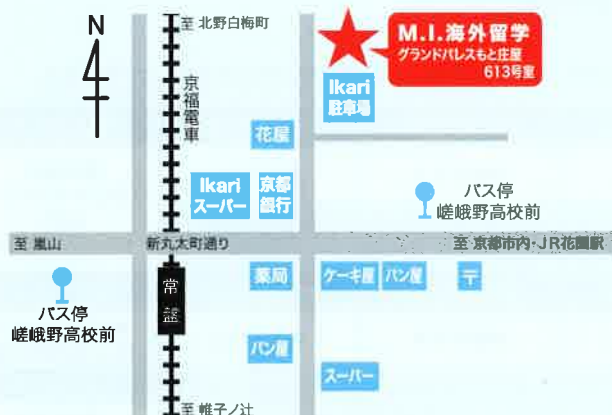 N
至 北野白梅町
M.I.海外留学
グランドパレスもと庄屋
613号室
京福電車
Ikari
駐車場
花屋
Ikari
スーパー
京都
銀行
バス停
嵯峨野高校前
至 嵐山
新丸太町通り
至 京都市内・JR花園駅
バス停
嵯峨野高校前
常盤
薬局
ケーキ屋
パン屋
〒
パン屋
スーパー
至 帷子ノ辻